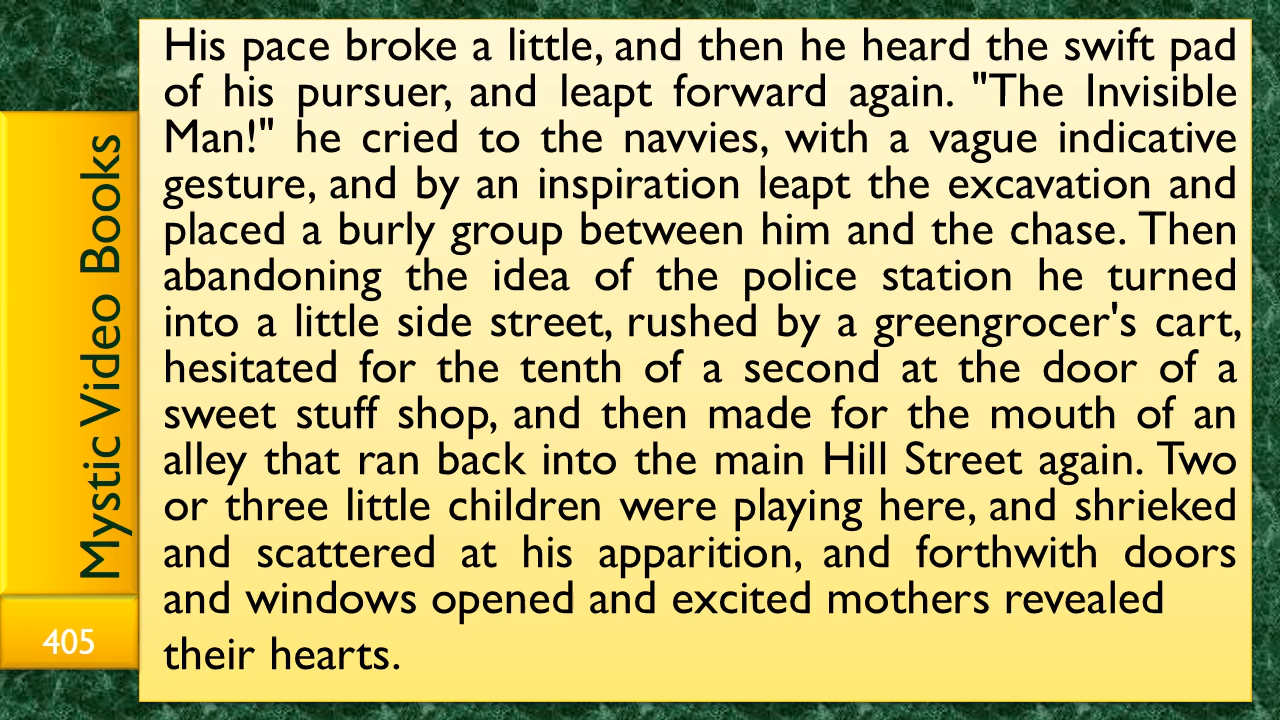 His pace broke a little, and then he heard the swift pad
of his pursuer, and leapt forward again. "The Invisible
Man!" he cried to the navvies, with a vague indicative
gesture, and by an inspiration leapt the excavation and
placed a burly group between him and the chase. Then
abandoning the idea of the police station he turned
into a little side street, rushed by a greengrocer's cart,
hesitated for the tenth of a second at the door of a
sweet stuff shop, and then made for the mouth of an
alley that ran back into the main Hill Street again. Two
or three little children were playing here, and shrieked
and scattered at his apparition, and forthwith doors
and windows opened and excited mothers revealed
their hearts.
Mystic Video Books
405